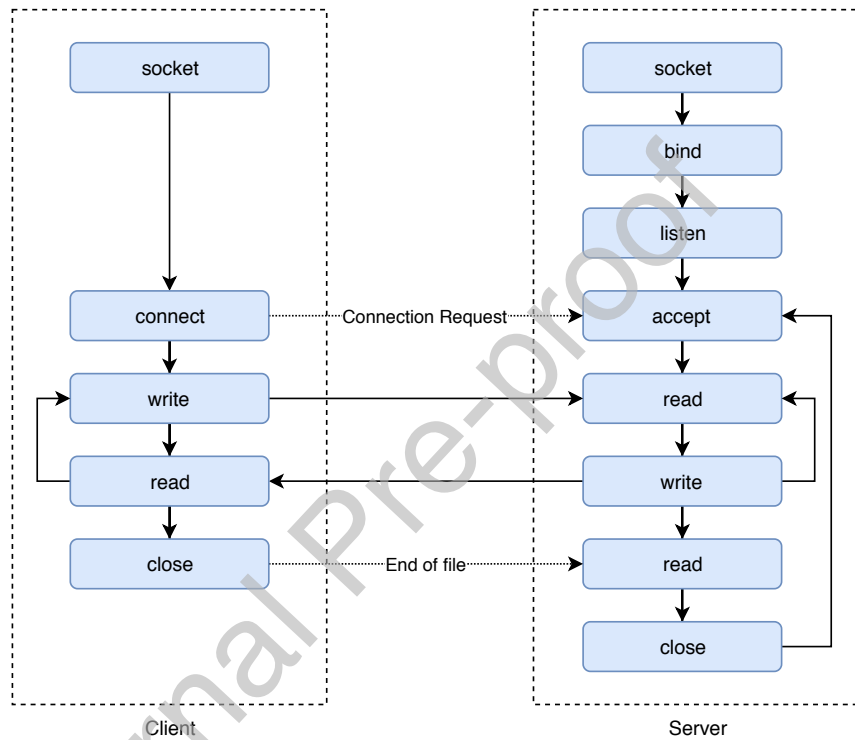 socket
connect
write
read
close
Client
Connection Request
End of file
socket
bind
listen
accept
read
write
read
close
Server
rnal Pre-proof